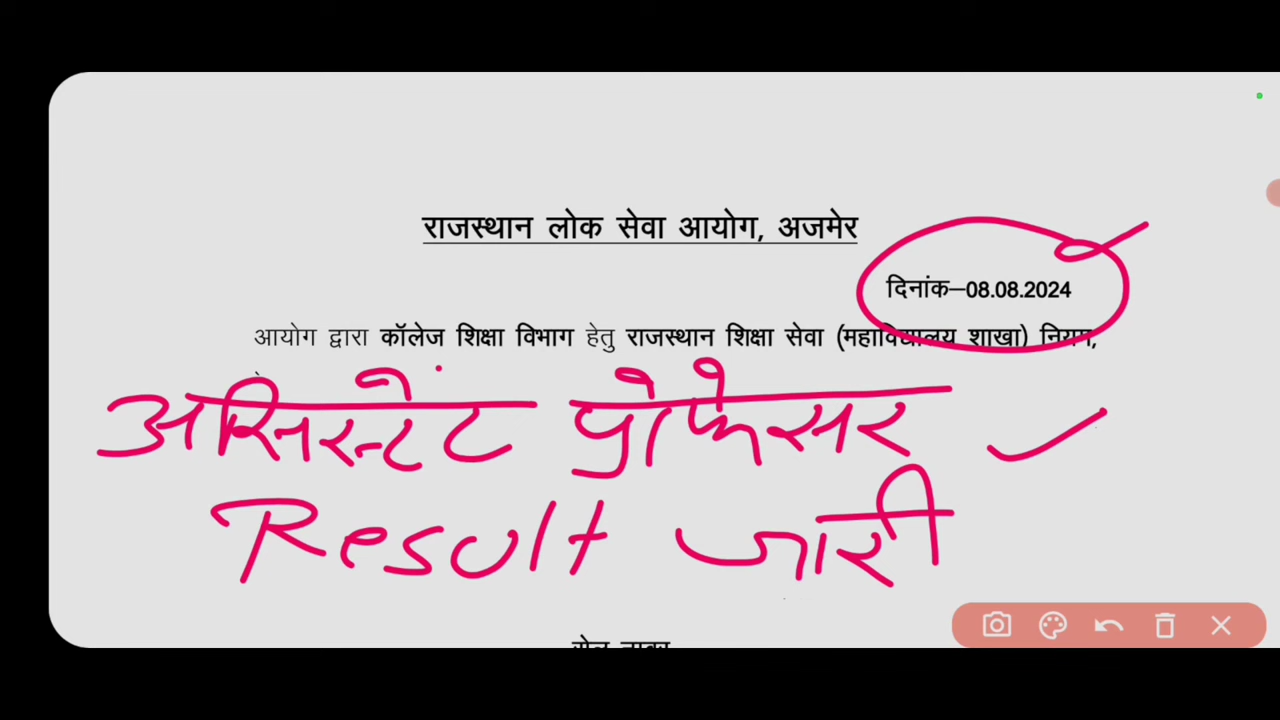 राजस्थान लोक सेवा आयोग, अजमेर
दिनांक–08.08.2024
आयोग द्वारा कॉलेज शिक्षा विभाग हेतु राजस्थान शिक्षा सेवा (महाविद्यालय शाखा) नियम,
असिस्टेंट प्रोफेसर
Result जारी